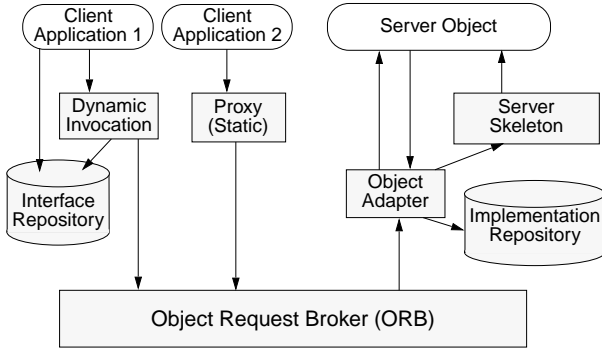 Client
Application 1
Client
Application 2
Server Object
Dynamic
Invocation
Proxy
(Static)
Server
Skeleton
Interface
Repository
Object
Adapter
Implementation
Repository
Object Request Broker (ORB)